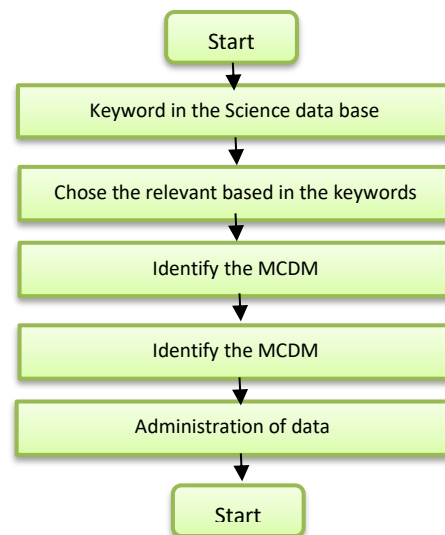 Start
Keyword in the Science data base
Chose the relevant based in the keywords
Identify the MCDM
Identify the MCDM
Administration of data
Start